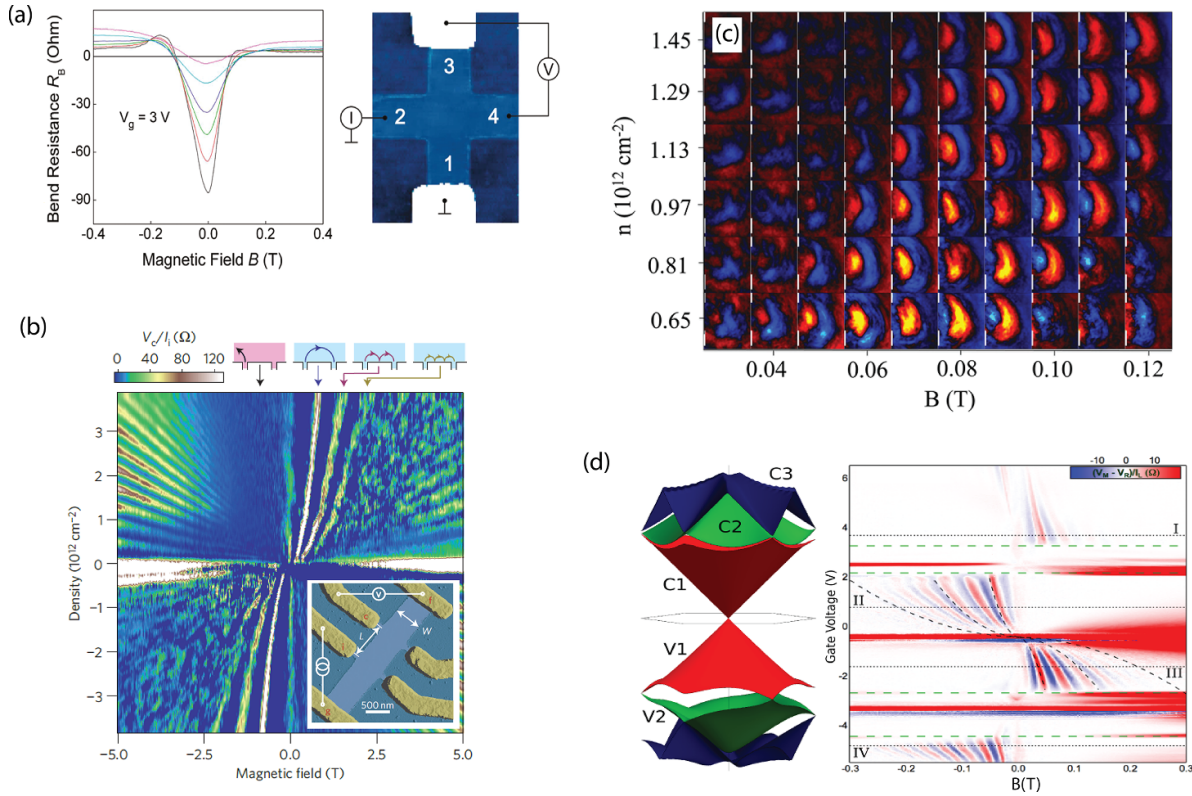 (a)
Bend Resistance R_B (Ohm)
30
0
-30
-60
-90
V_g = 3 V
-0.4 -0.2 0.0 0.2 0.4
Magnetic Field B (T)
3
2
4
1
I
V
(c)
n (10^12 cm^-2)
1.45
1.29
1.13
0.97
0.81
0.65
0.04 0.06 0.08 0.10 0.12
B (T)
(b)
V_c/I_i (Ω)
0 40 80 120
Density (10^12 cm^-2)
3
2
1
0
-1
-2
-3
V
f
W
L
g
500 nm
−5.0 −2.5 0.0 2.5 5.0
Magnetic field (T)
(d)
C3
C2
C1
V1
V2
-10 0 10
(V_M - V_R)/I_L (Ω)
Gate Voltage (V)
6
4
2
0
-2
-4
I
II
III
IV
-0.3 -0.2 -0.1 0 0.1 0.2 0.3
B(T)